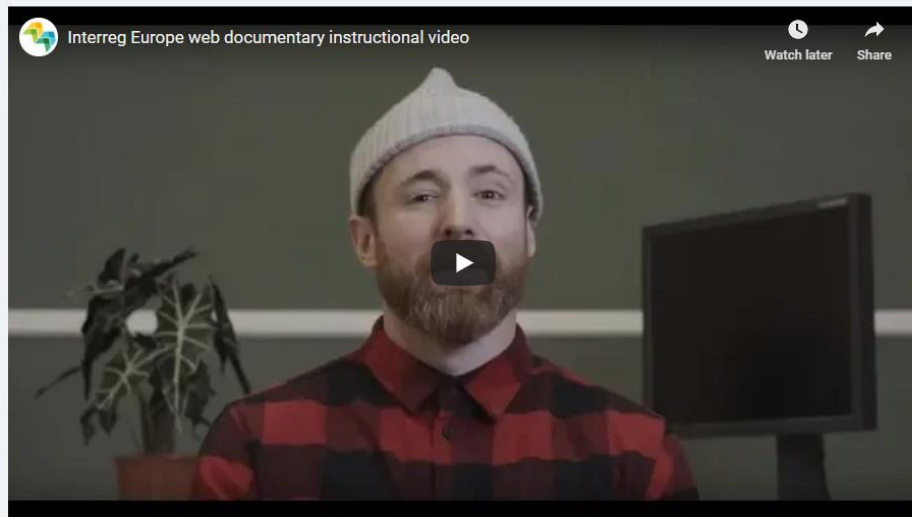 Interreg Europe web documentary instructional video
Watch later
Share